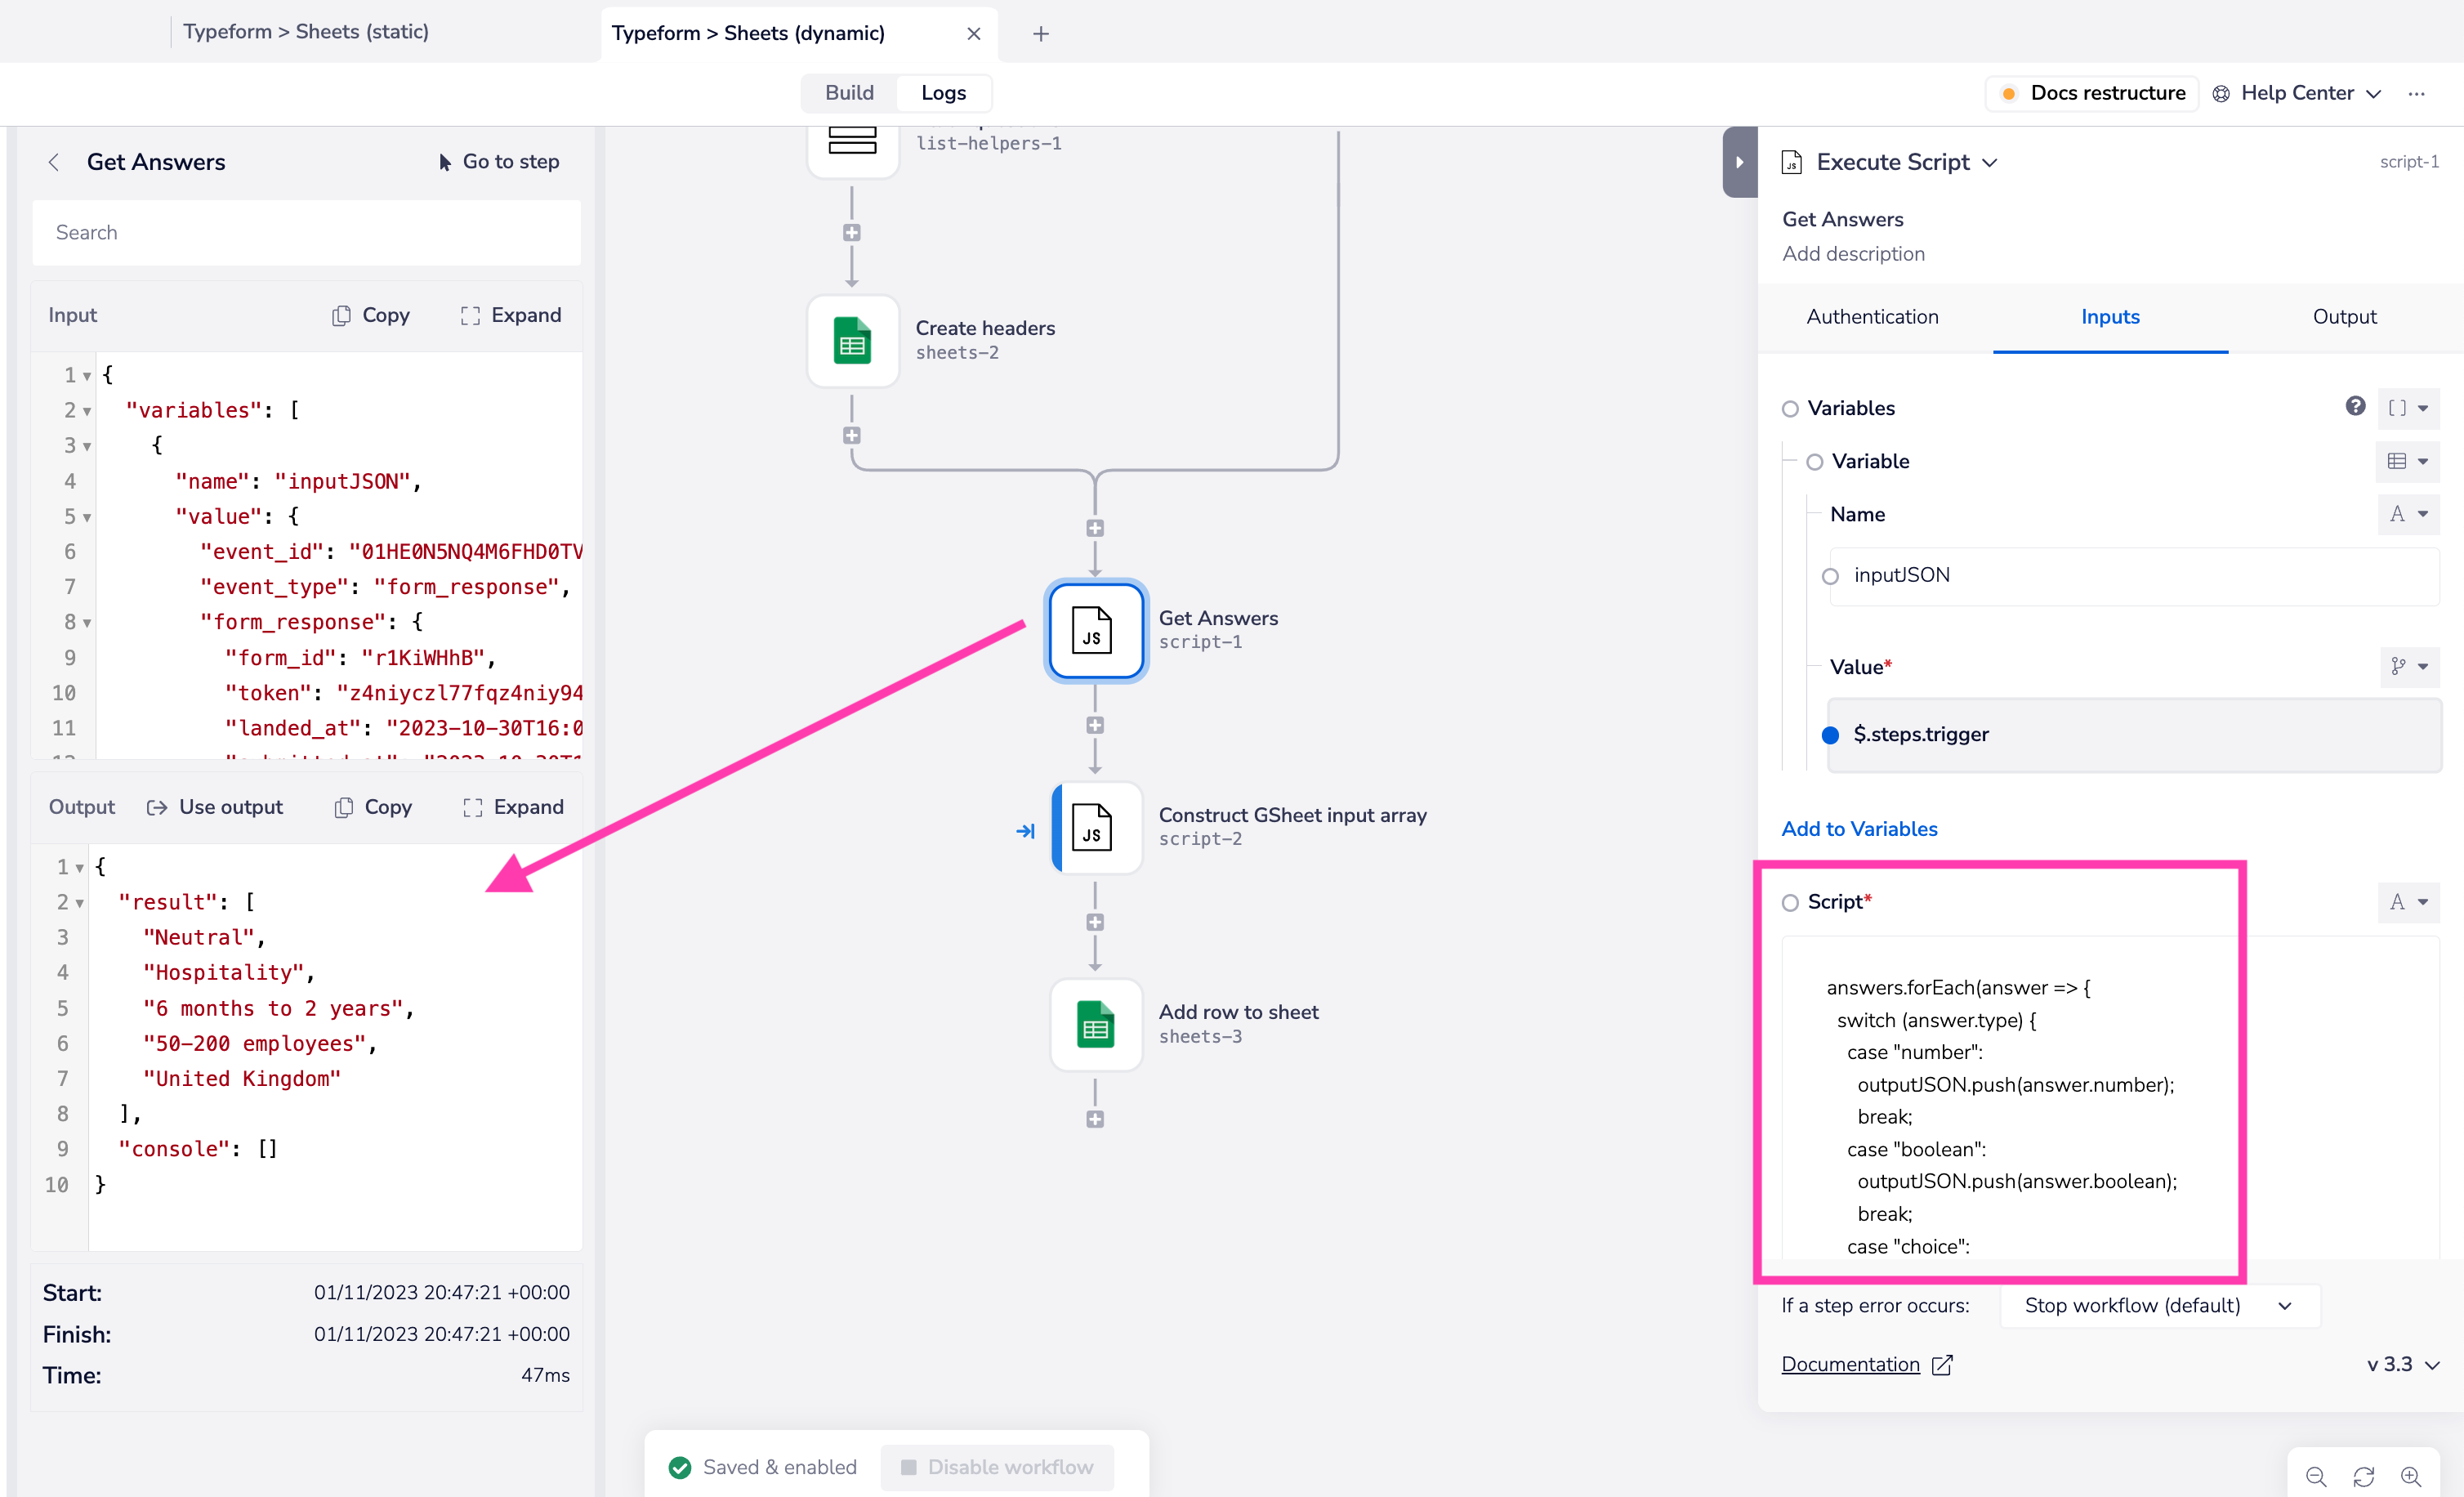 Typeform > Sheets (static)
Typeform > Sheets (dynamic)
Build
Logs
Docs restructure
Help Center
Get Answers
Go to step
Search
Input
Copy
Expand
1 {
2 "variables": [
3 {
4 "name": "inputJSON",
5 "value": {
6 "event_id": "01HE0N5NQ4M6FHD0TV
7 "event_type": "form_response",
8 "form_response": {
9 "form_id": "r1KiWHhB",
10 "token": "z4niyczl77fqz4niy94
11 "landed_at": "2023-10-30T16:0
Output
Use output
Copy
Expand
1 {
2 "result": [
3 "Neutral",
4 "Hospitality",
5 "6 months to 2 years",
6 "50-200 employees",
7 "United Kingdom"
8 ],
9 "console": []
10 }
Start: 01/11/2023 20:47:21 +00:00
Finish: 01/11/2023 20:47:21 +00:00
Time: 47ms
list-helpers-1
Create headers
sheets-2
JS
Get Answers
script-1
JS
Construct GSheet input array
script-2
Add row to sheet
sheets-3
Saved & enabled
Disable workflow
JS
Execute Script
script-1
Get Answers
Add description
Authentication
Inputs
Output
Variables
?
[ ]
Variable
Name
A
inputJSON
Value*
$.steps.trigger
Add to Variables
Script*
A
answers.forEach(answer => {
switch (answer.type) {
case "number":
outputJSON.push(answer.number);
break;
case "boolean":
outputJSON.push(answer.boolean);
break;
case "choice":
If a step error occurs:
Stop workflow (default)
Documentation
v 3.3